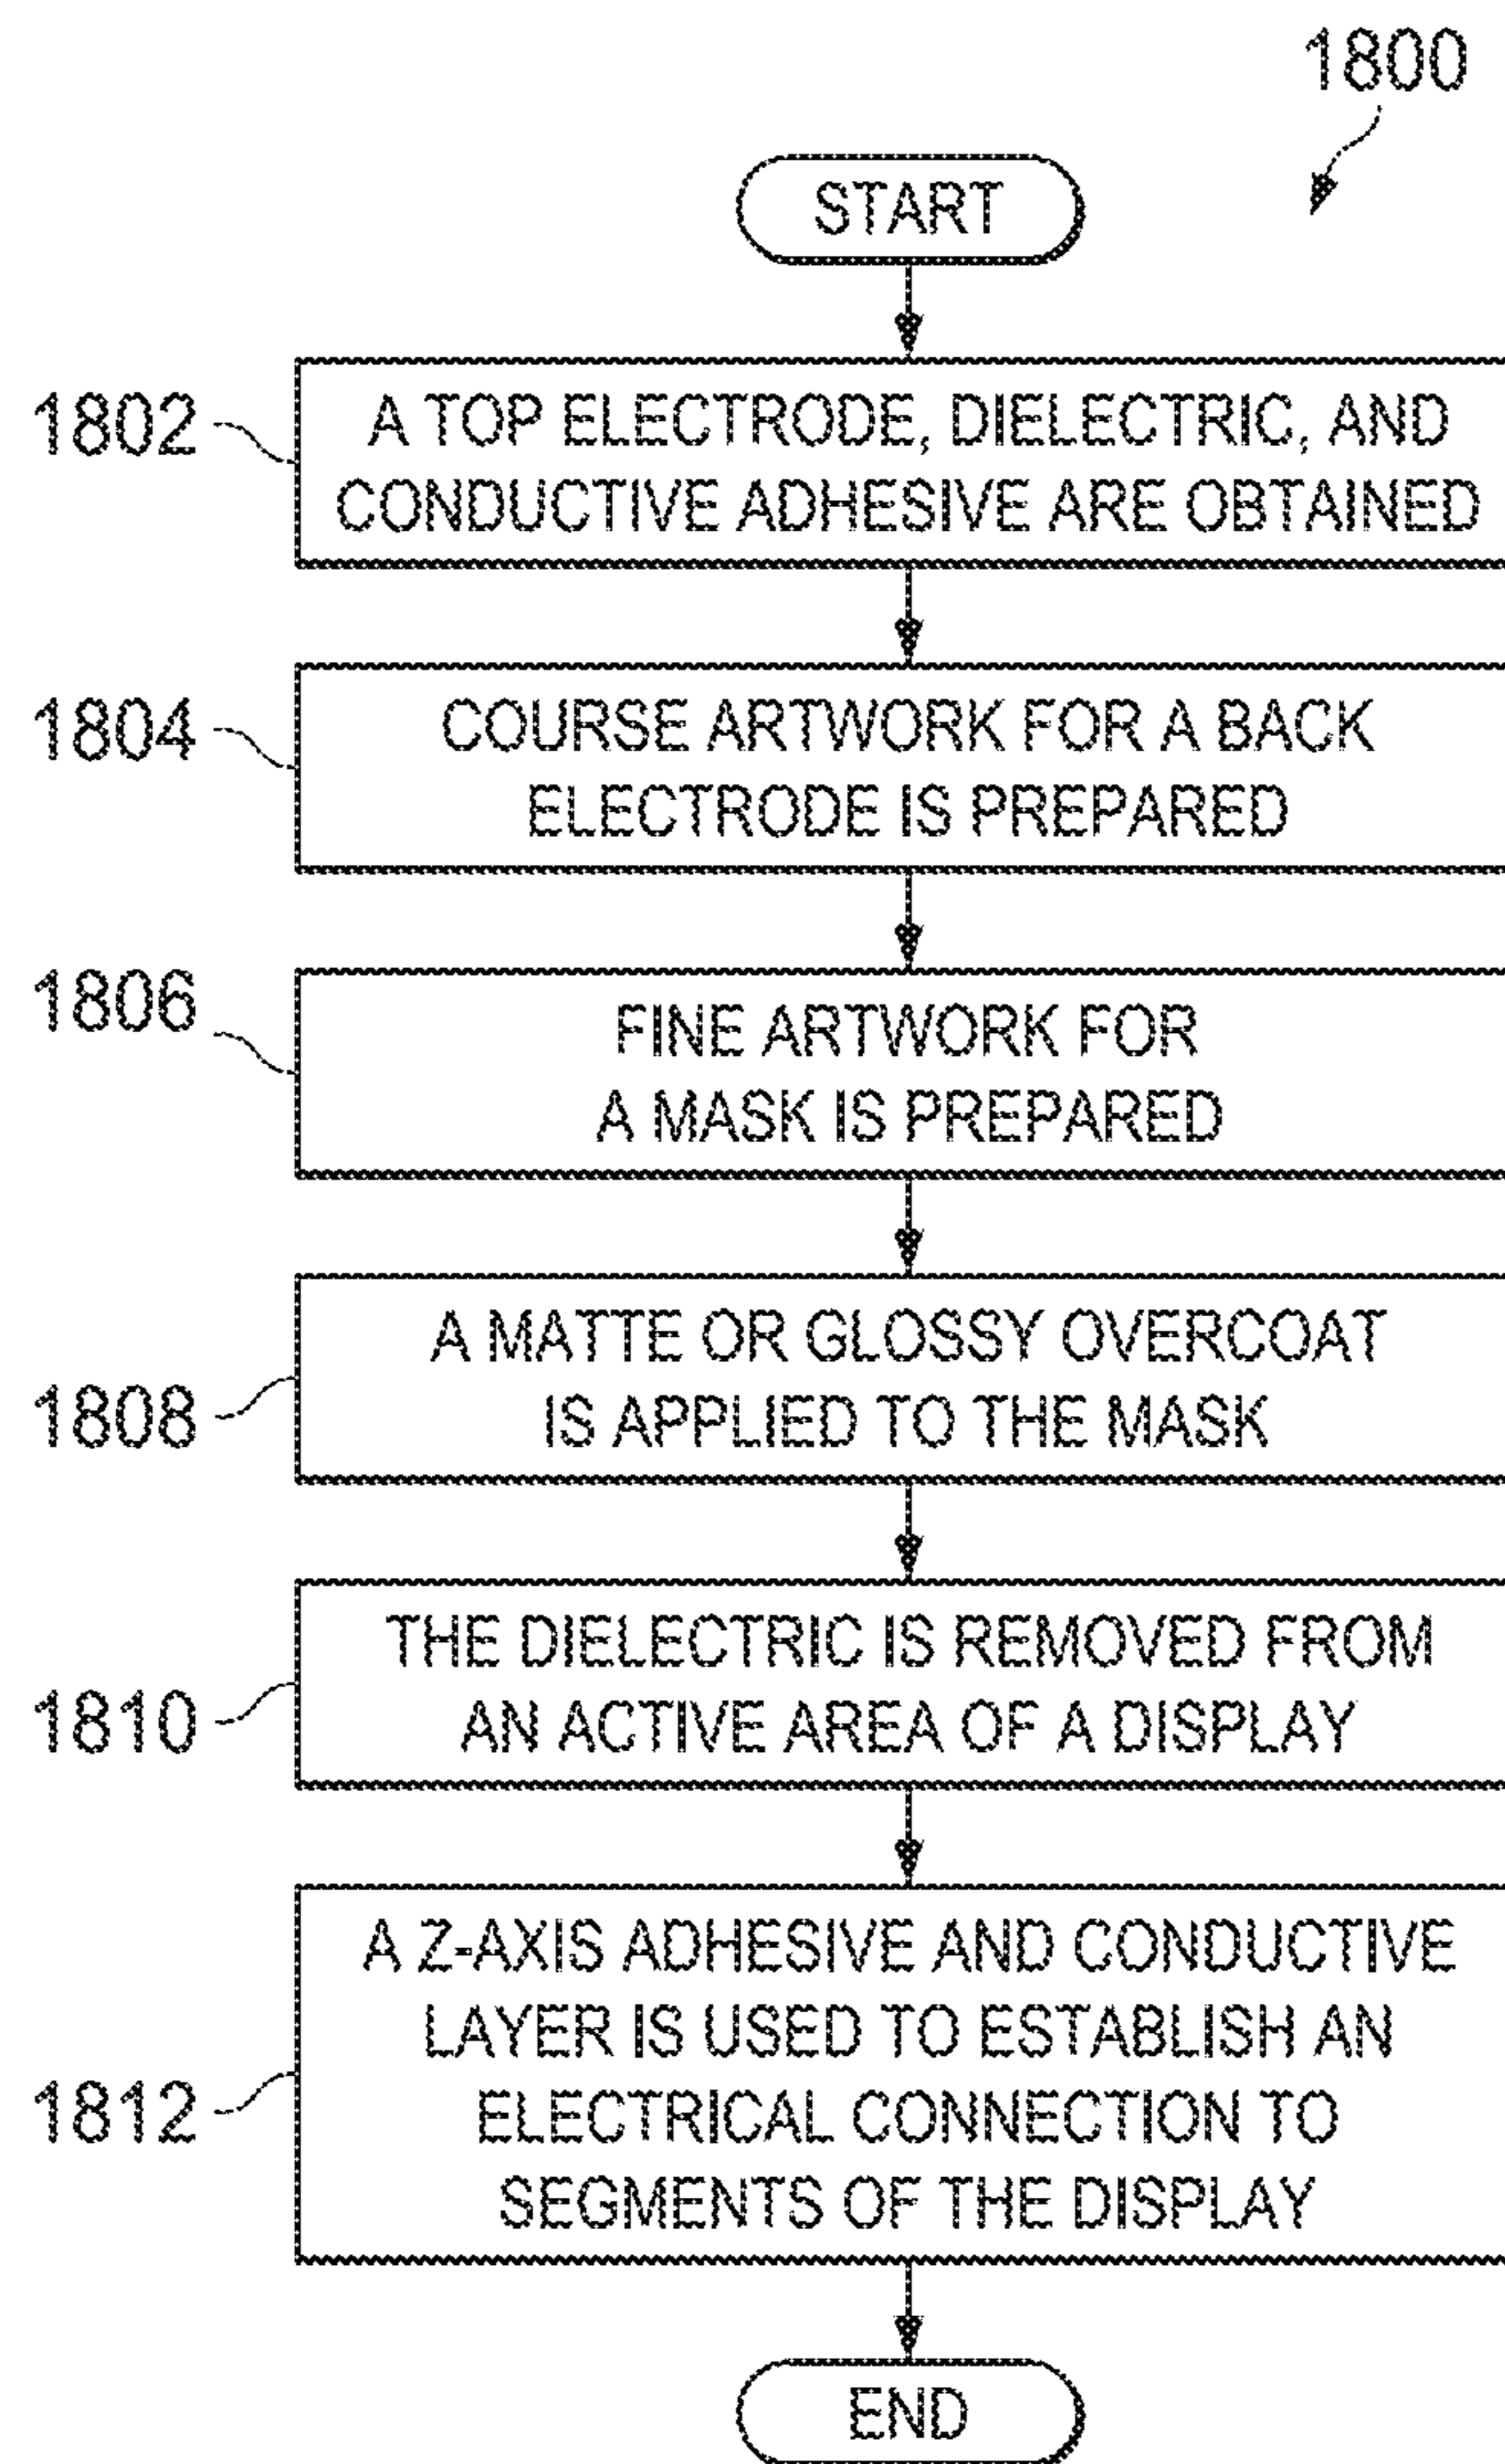 1800
START
1802
A TOP ELECTRODE, DIELECTRIC, AND
CONDUCTIVE ADHESIVE ARE OBTAINED
1804
COURSE ARTWORK FOR A BACK
ELECTRODE IS PREPARED
1806
FINE ARTWORK FOR
A MASK IS PREPARED
1808
A MATTE OR GLOSSY OVERCOAT
IS APPLIED TO THE MASK
1810
THE DIELECTRIC IS REMOVED FROM
AN ACTIVE AREA OF A DISPLAY
1812
A Z-AXIS ADHESIVE AND CONDUCTIVE
LAYER IS USED TO ESTABLISH AN
ELECTRICAL CONNECTION TO
SEGMENTS OF THE DISPLAY
END